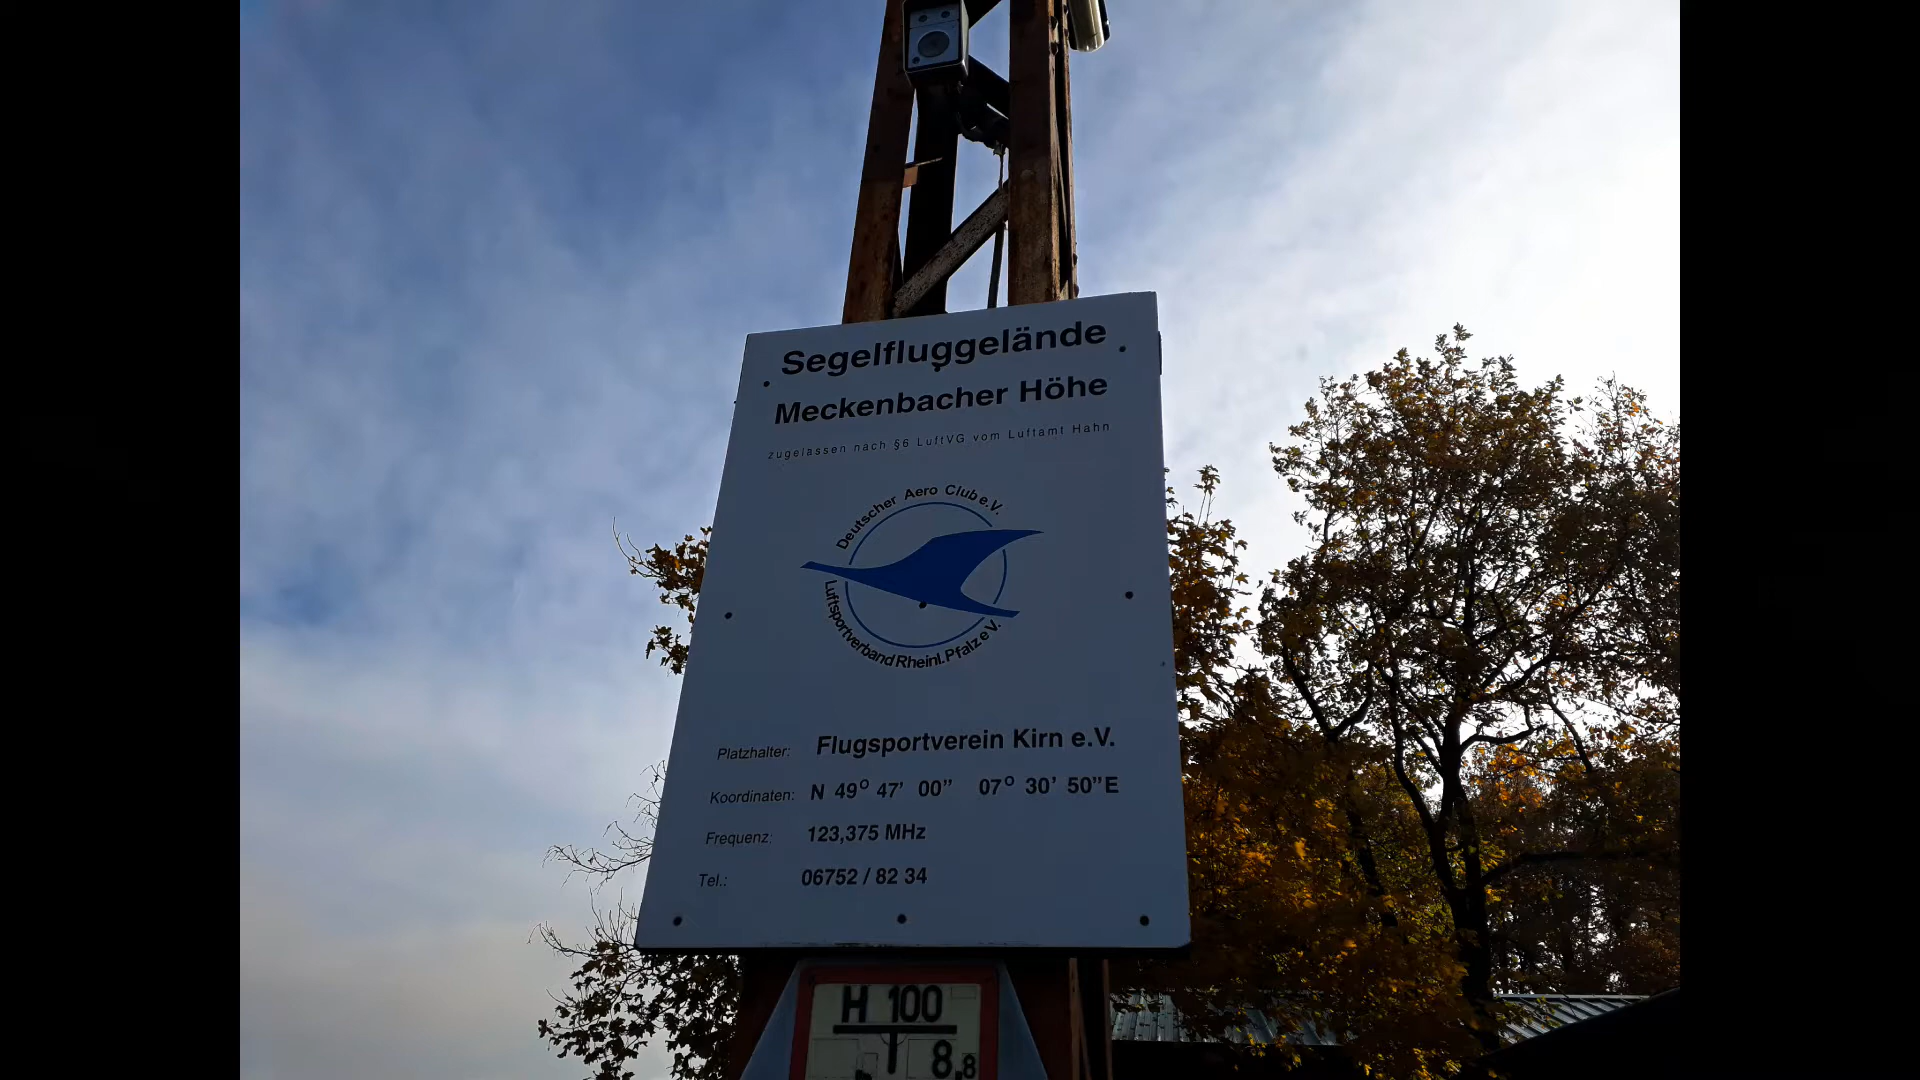 Segelfluggelände
Meckenbacher Höhe
zugelassen nach §6 LuftVG vom Luftamt Hahn
Deutscher Aero Club e.V.
Luftsportverband Rheinl. Pfalz e.V.
Platzhalter: Flugsportverein Kirn e.V.
Koordinaten: N 49° 47' 00" 07° 30' 50"E
Frequenz: 123,375 MHz
Tel.: 06752 / 82 34
H 100
8,8